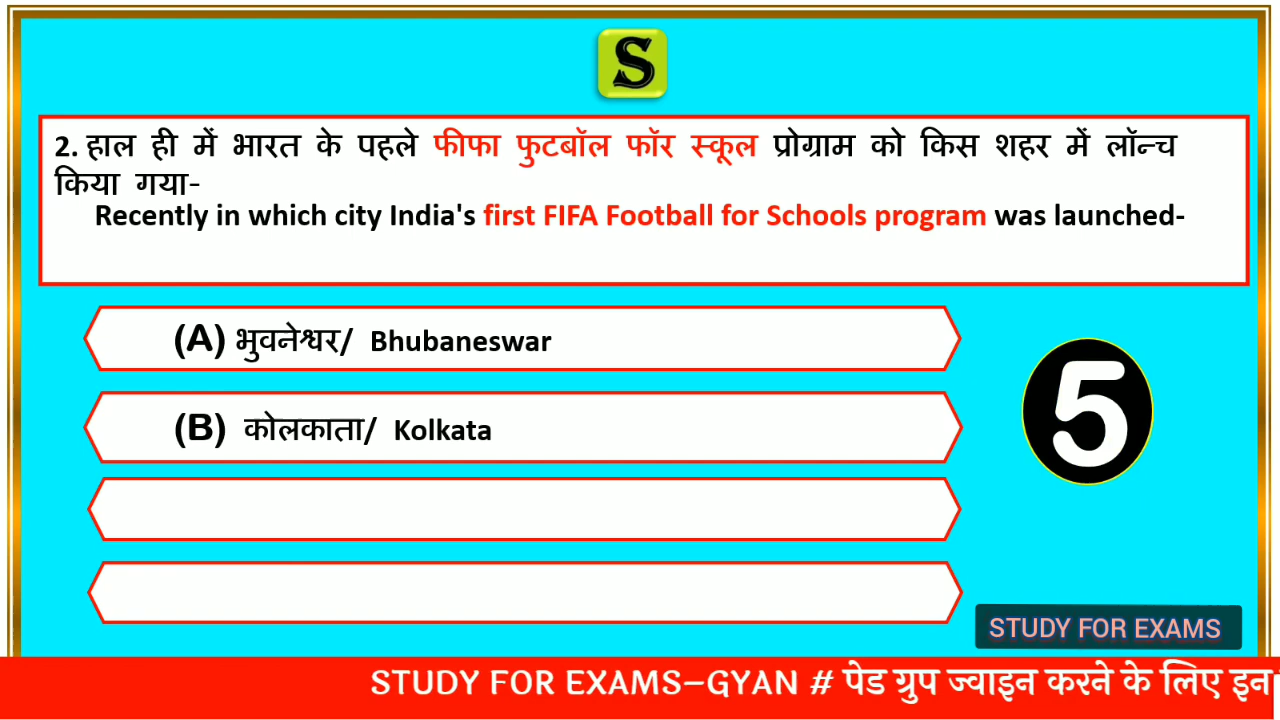 S
2. हाल ही में भारत के पहले फीफा फुटबॉल फॉर स्कूल प्रोग्राम को किस शहर में लॉन्च
किया गया-
Recently in which city India's first FIFA Football for Schools program was launched-
(A) भुवनेश्वर/ Bhubaneswar
(B) कोलकाता/ Kolkata
5
STUDY FOR EXAMS
STUDY FOR EXAMS-GYAN # पेड ग्रुप ज्वाइन करने के लिए इन